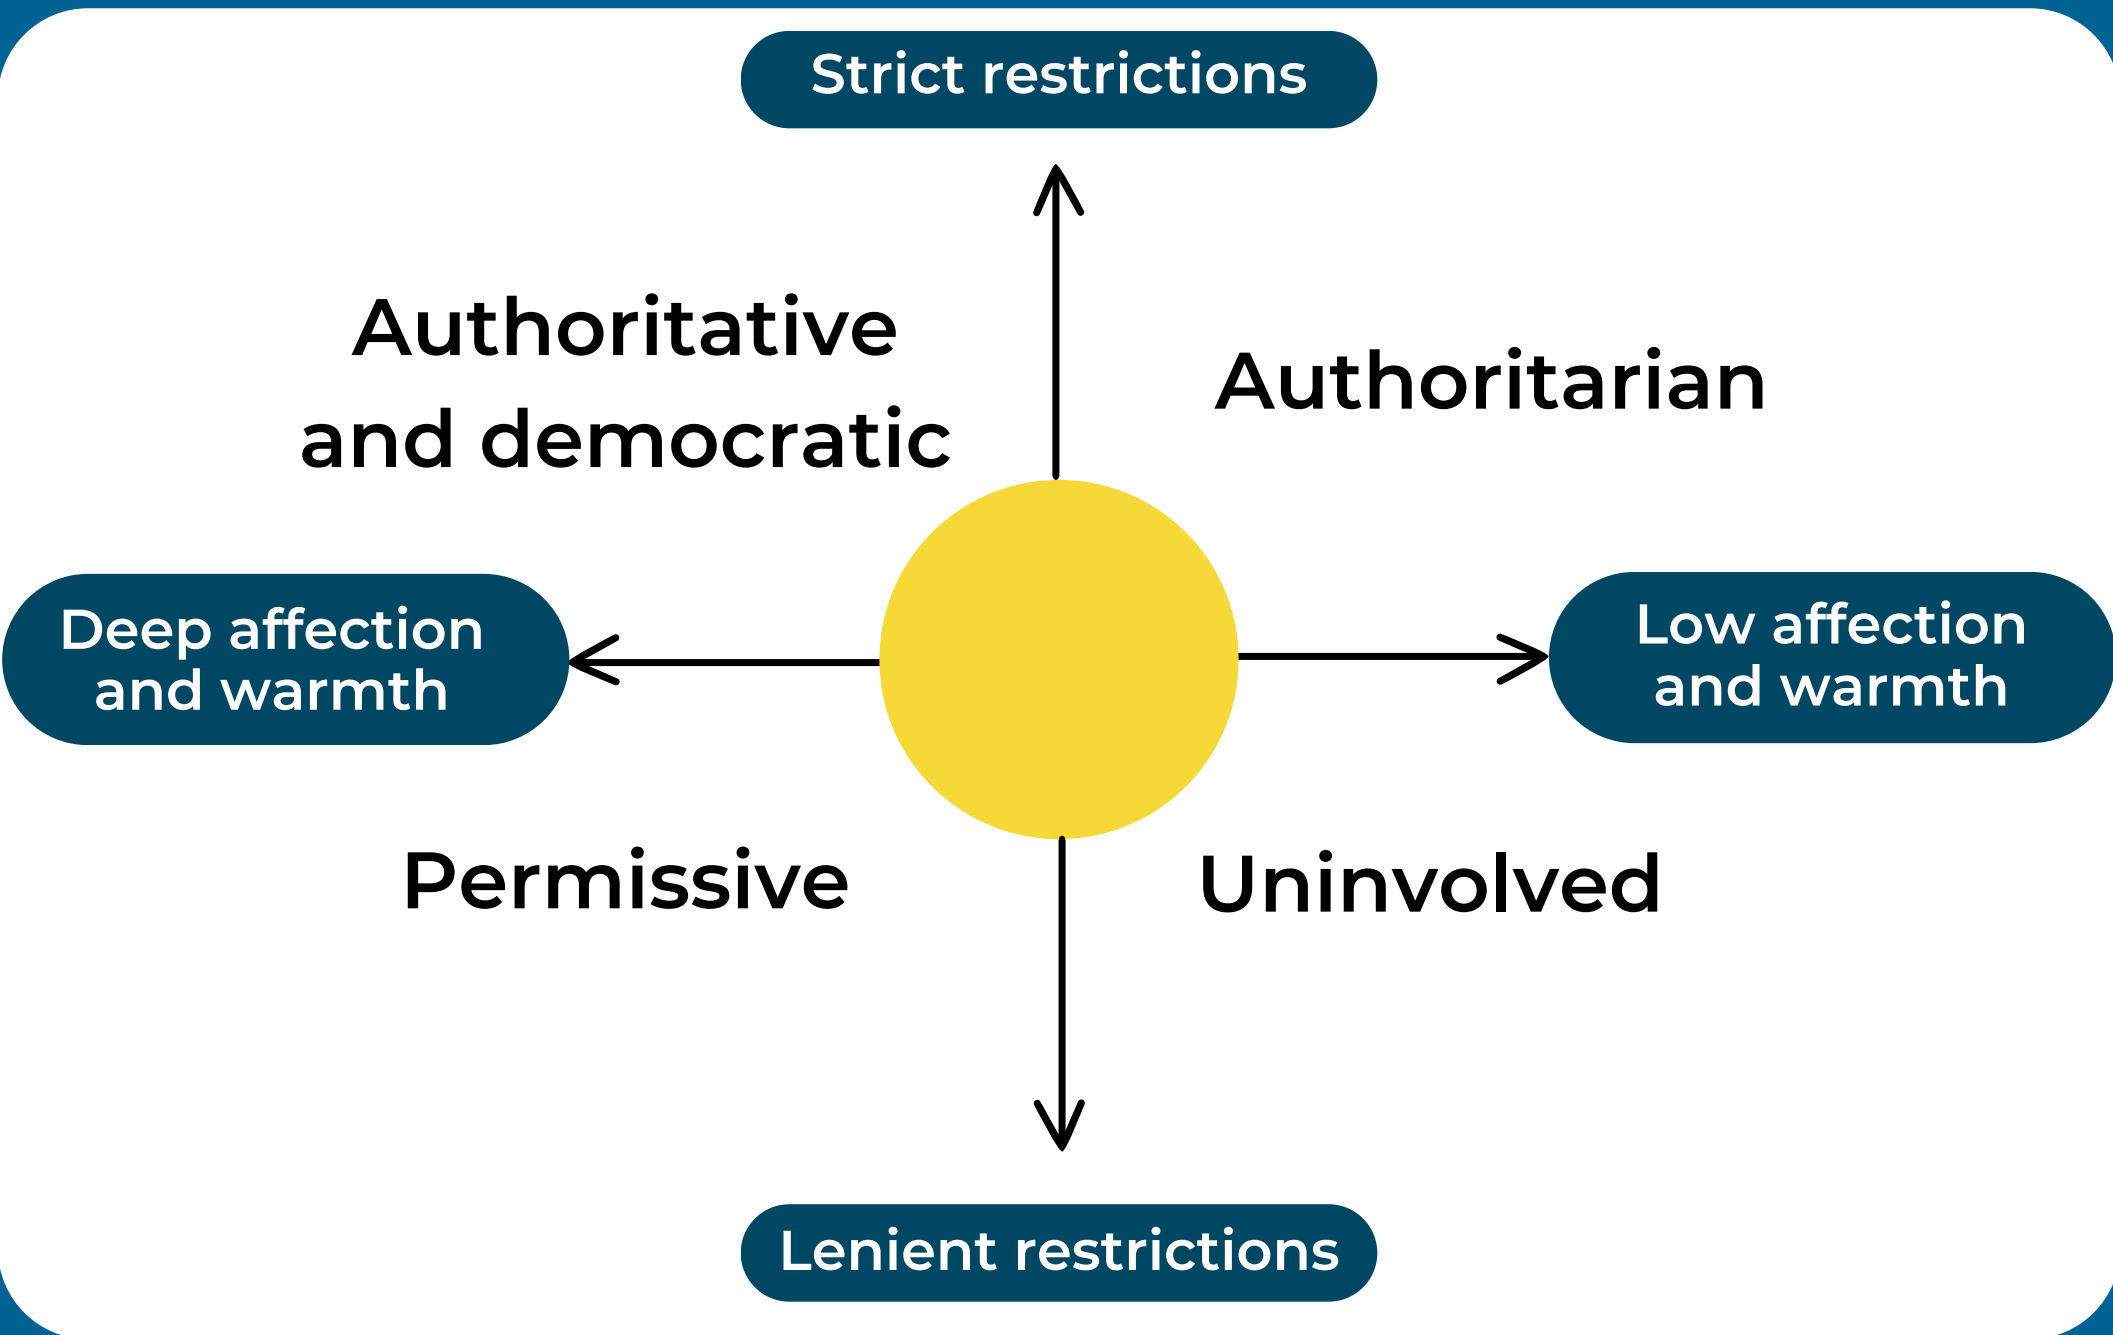 Strict restrictions
Authoritative
and democratic
Authoritarian
Deep affection
and warmth
Low affection
and warmth
Permissive
Uninvolved
Lenient restrictions